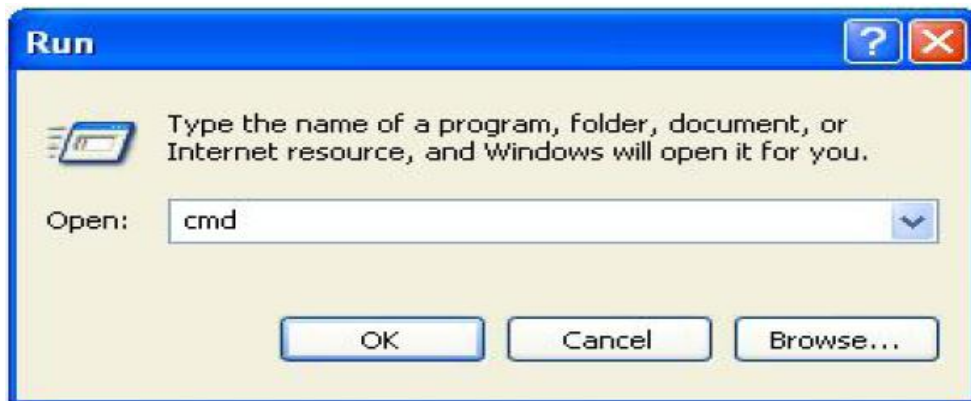 Run
Type the name of a program, folder, document, or
Internet resource, and Windows will open it for you.
Open: cmd
OK Cancel Browse...